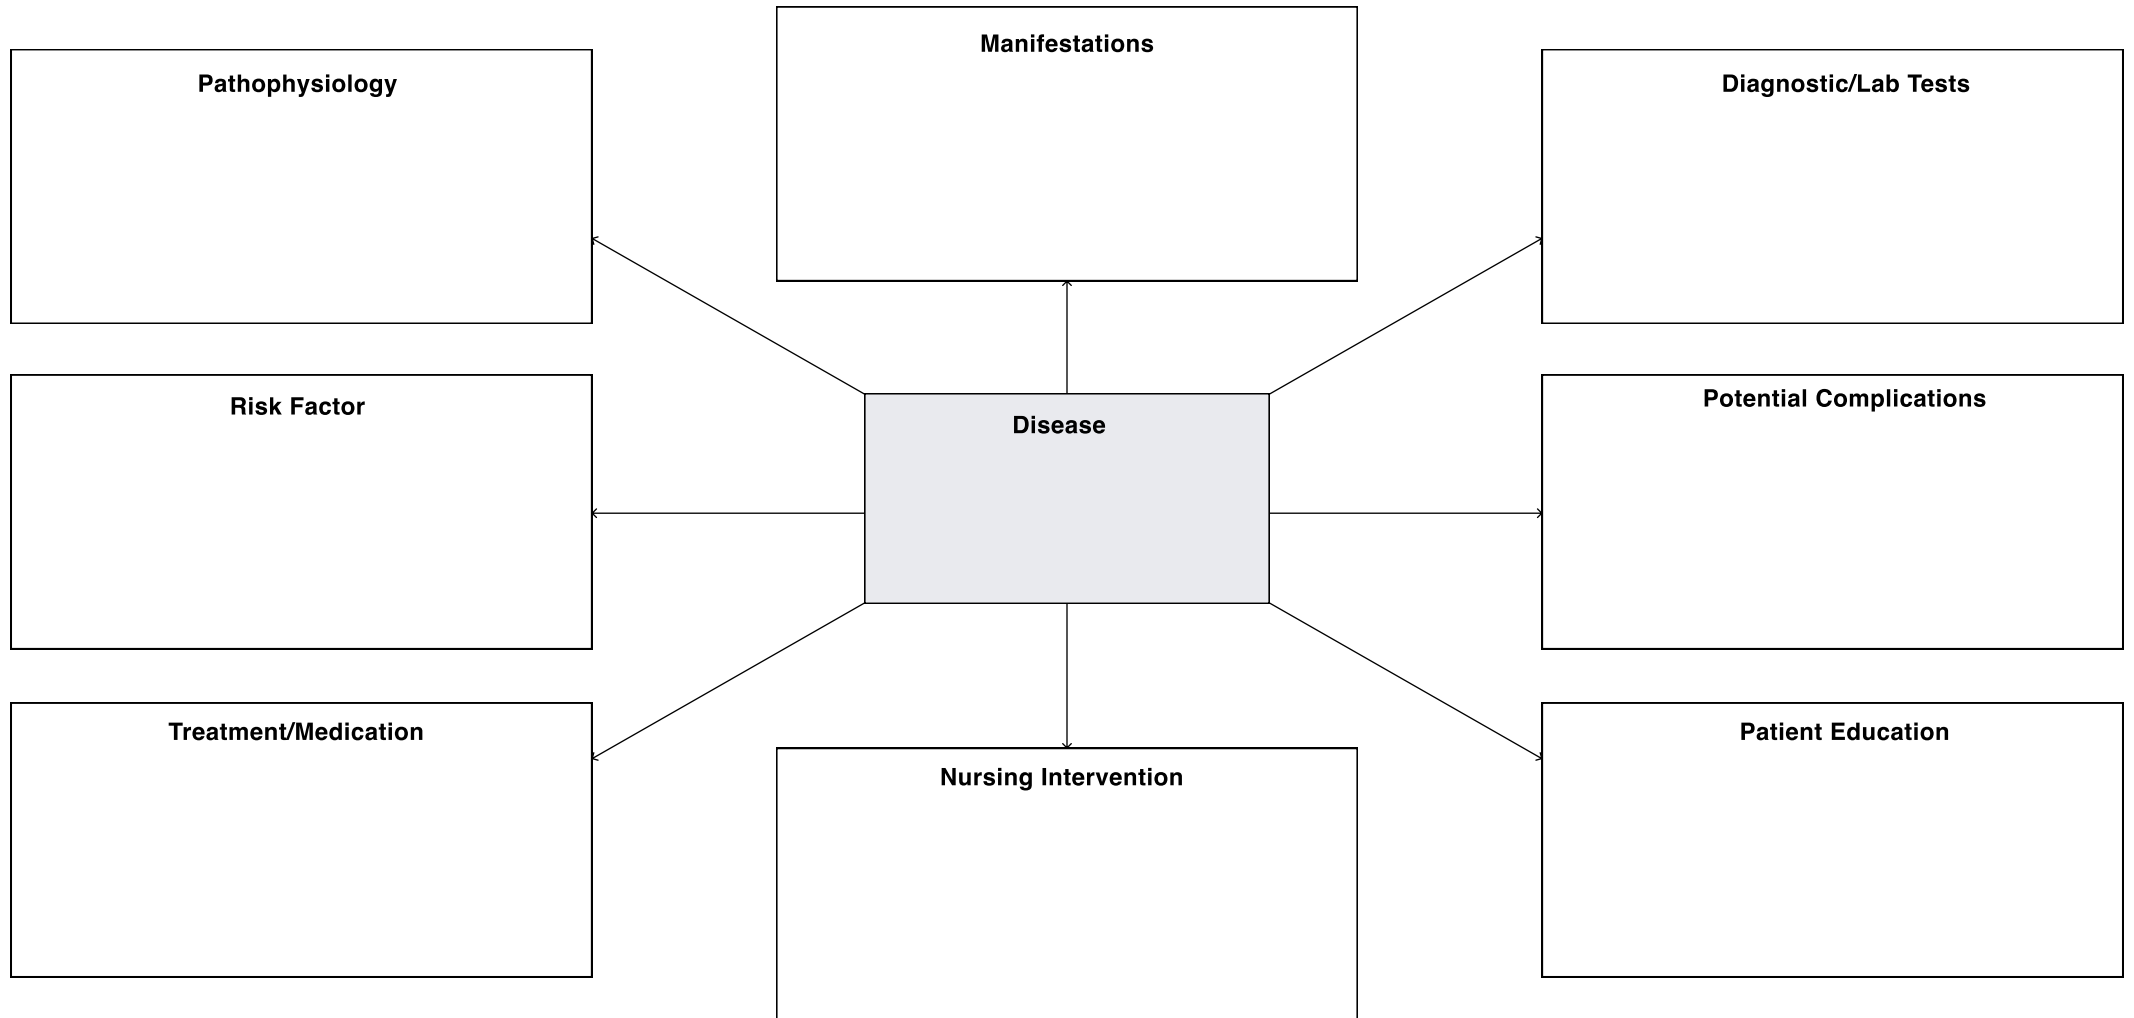 Manifestations
Pathophysiology
Diagnostic/Lab Tests
Risk Factor
Potential Complications
Disease
Treatment/Medication
Patient Education
Nursing Intervention